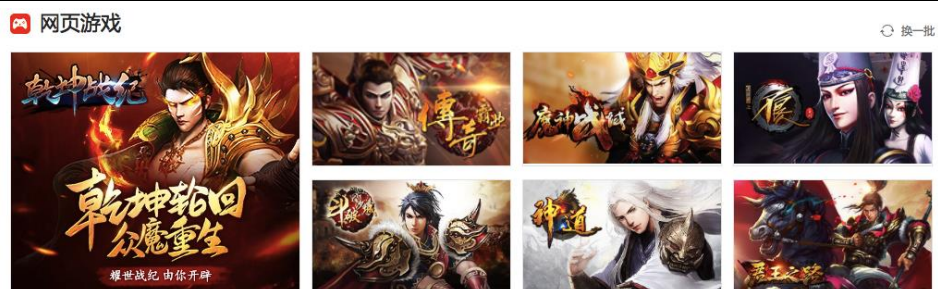 网页游戏
换一批
乾坤战纪
乾坤轮回
众魔重生
耀世战纪 由你开辟
傳奇霸业
魔神战域
神道